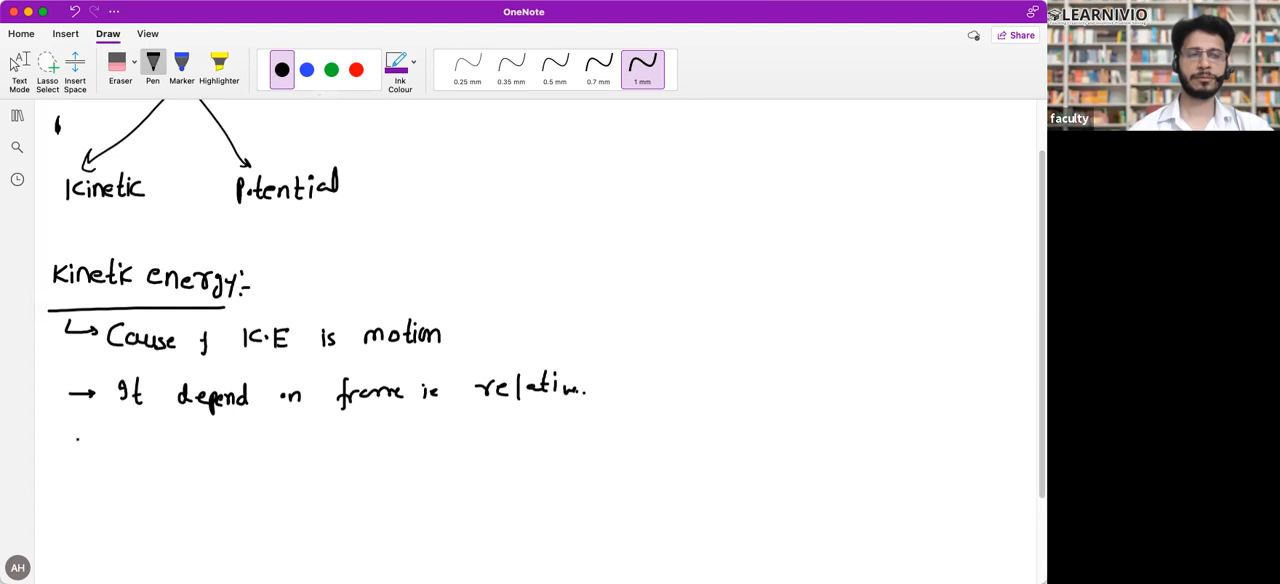 OneNote
LEARNIVIO
Home Insert Draw View
Share
Text Mode
Lasso Select
Insert Space
Eraser
Pen
Marker
Highlighter
Ink Colour
0.25 mm
0.35 mm
0.5 mm
0.7 mm
1 mm
faculty
Kinetic Potential
Kinetic energy:-
Cause of K.E is motion
→ It depend on frame ie relative.
AH